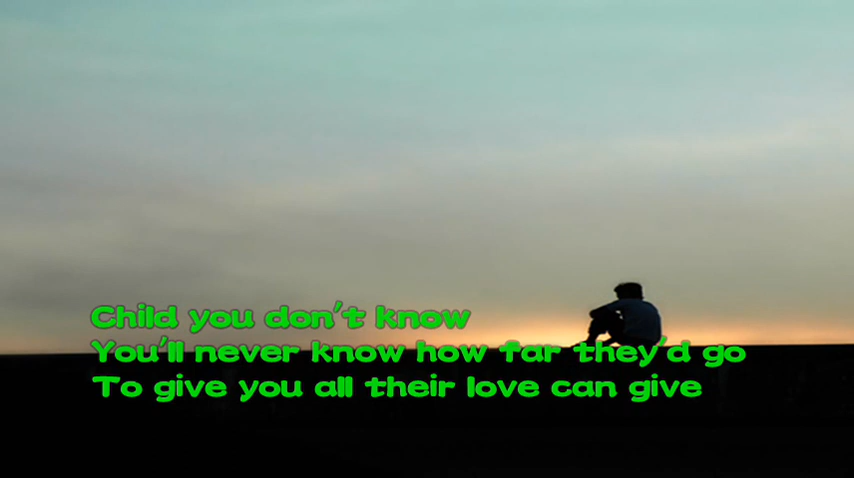 Child you don't know
You'll never know how far they'd go
To give you all their love can give